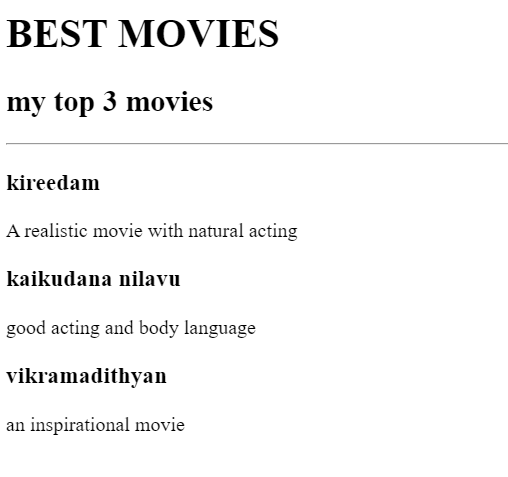 BEST MOVIES
my top 3 movies
kireedam
A realistic movie with natural acting
kaikudana nilavu
good acting and body language
vikramadithyan
an inspirational movie